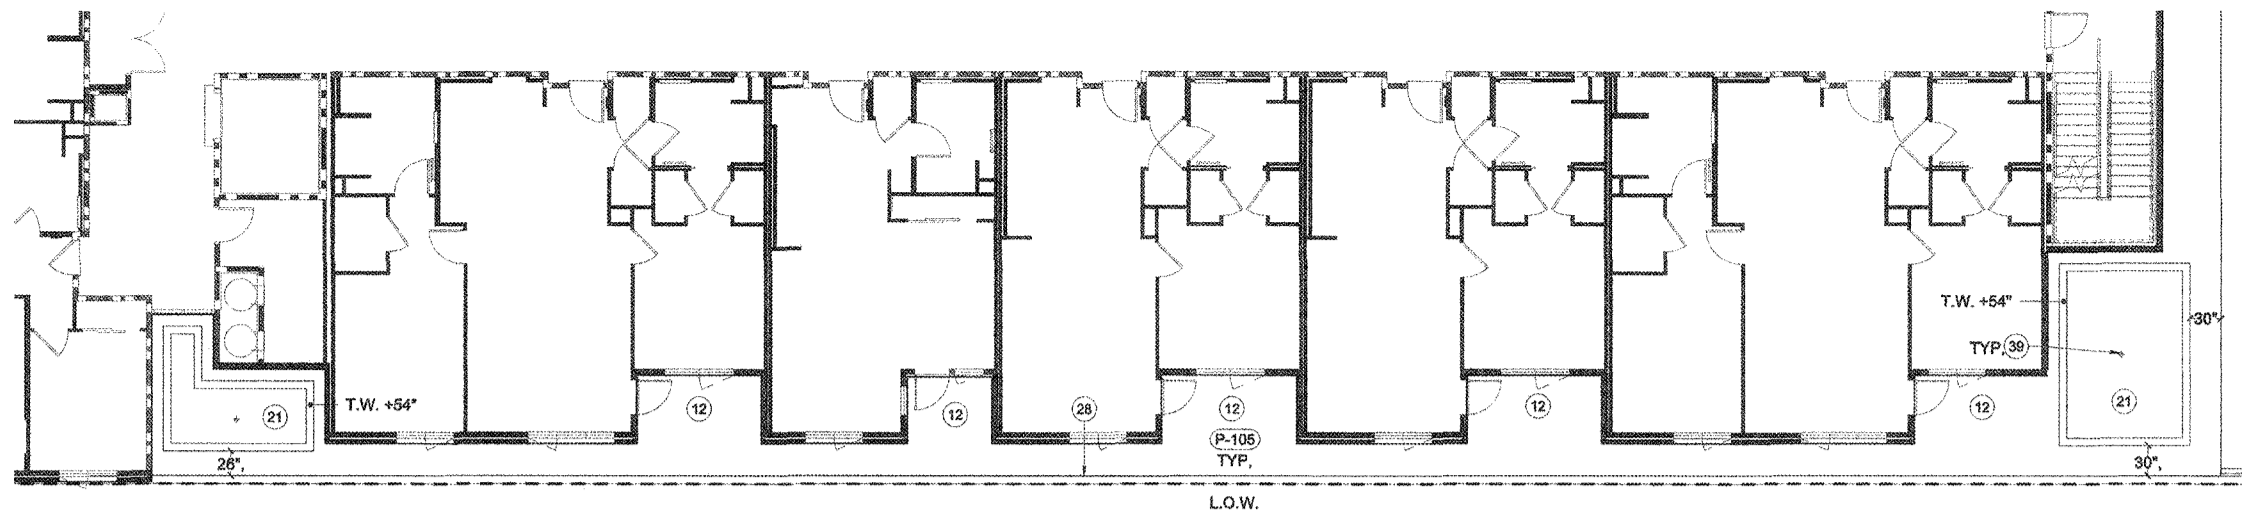 T.W. +54"
30"
TYP. 39
21
T.W. +54"
21
12
12
28
12
12
12
P-105
TYP.
26",
30",
L.O.W.